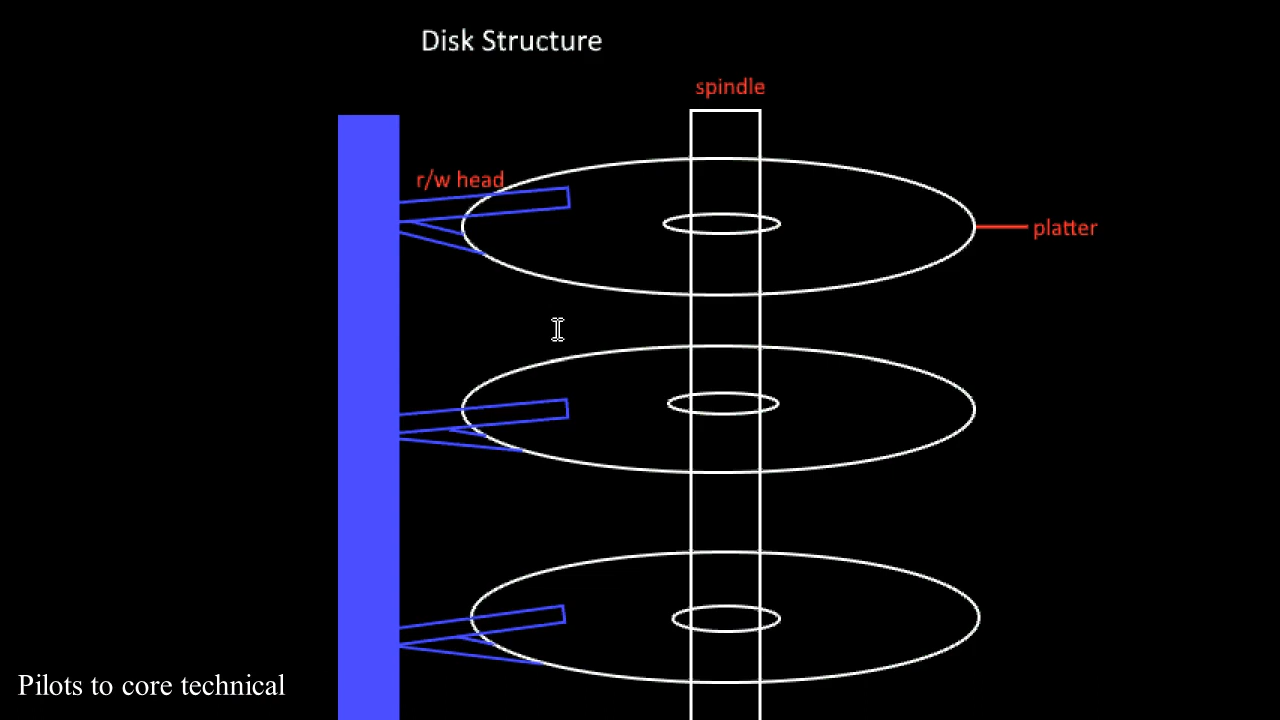 Disk Structure
spindle
r/w head
platter
Pilots to core technical